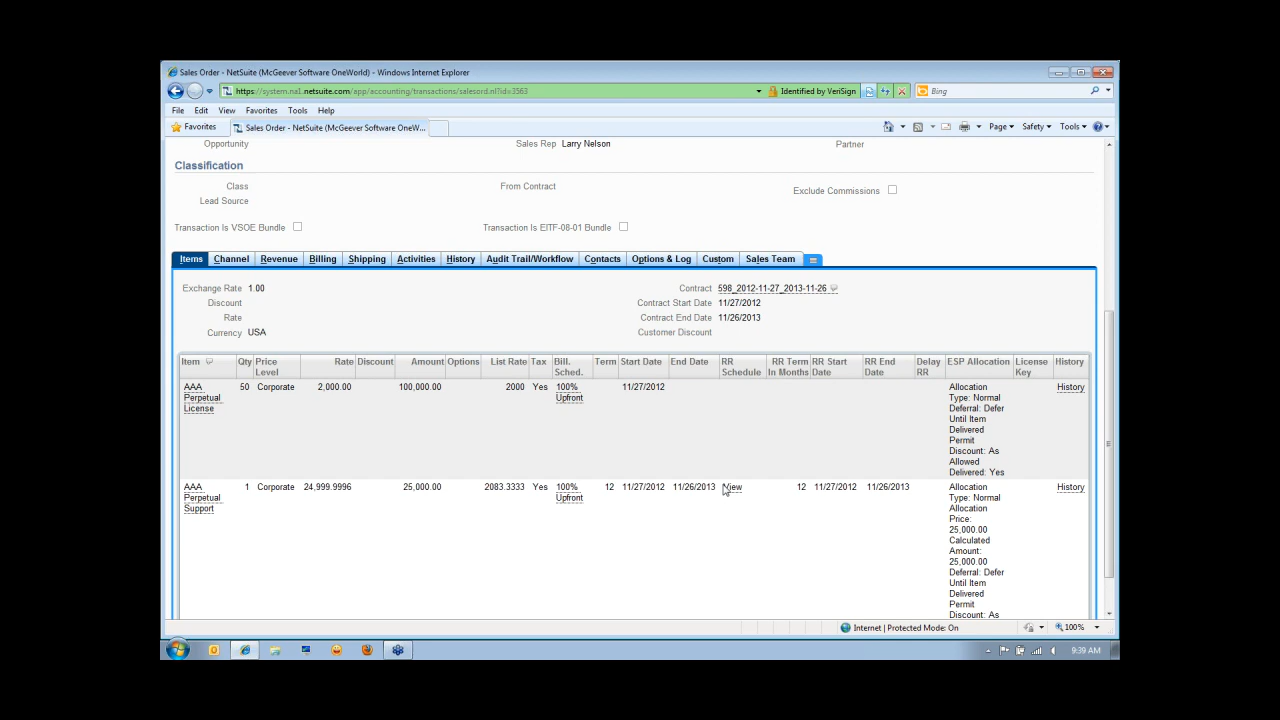 Sales Order - NetSuite (McGeever Software OneWorld) - Windows Internet Explorer
https://system.na1.netsuite.com/app/accounting/transactions/salesord.nl?id=3563
Identified by VeriSign
Bing
File Edit View Favorites Tools Help
Favorites Sales Order - NetSuite (McGeever Software OneW... Page Safety Tools
Opportunity Sales Rep Larry Nelson Partner
Classification
Class From Contract Exclude Commissions
Lead Source
Transaction Is VSOE Bundle Transaction Is EITF-08-01 Bundle
Items Channel Revenue Billing Shipping Activities History Audit Trail/Workflow Contacts Options & Log Custom Sales Team
Exchange Rate 1.00 Contract 598_2012-11-27_2013-11-26
Discount Contract Start Date 11/27/2012
Rate Contract End Date 11/26/2013
Currency USA Customer Discount
Item Qty Price Rate Discount Amount Options List Rate Tax Bill. Term Start Date End Date RR RR Term RR Start RR End Delay ESP Allocation License History
Level Sched. Schedule In Months Date Date RR Key
AAA 50 Corporate 2,000.00 100,000.00 2000 Yes 100% 11/27/2012 Allocation History
Perpetual Upfront Type: Normal
License Deferral: Defer
Until Item
Delivered
Permit
Discount: As
Allowed
Delivered: Yes
AAA 1 Corporate 24,999.9996 25,000.00 2083.3333 Yes 100% 12 11/27/2012 11/26/2013 View 12 11/27/2012 11/26/2013 Allocation History
Perpetual Upfront Type: Normal
Support Allocation
Price:
25,000.00
Calculated
Amount:
25,000.00
Deferral: Defer
Until Item
Delivered
Permit
Discount: As
Internet | Protected Mode: On 100%
9:39 AM